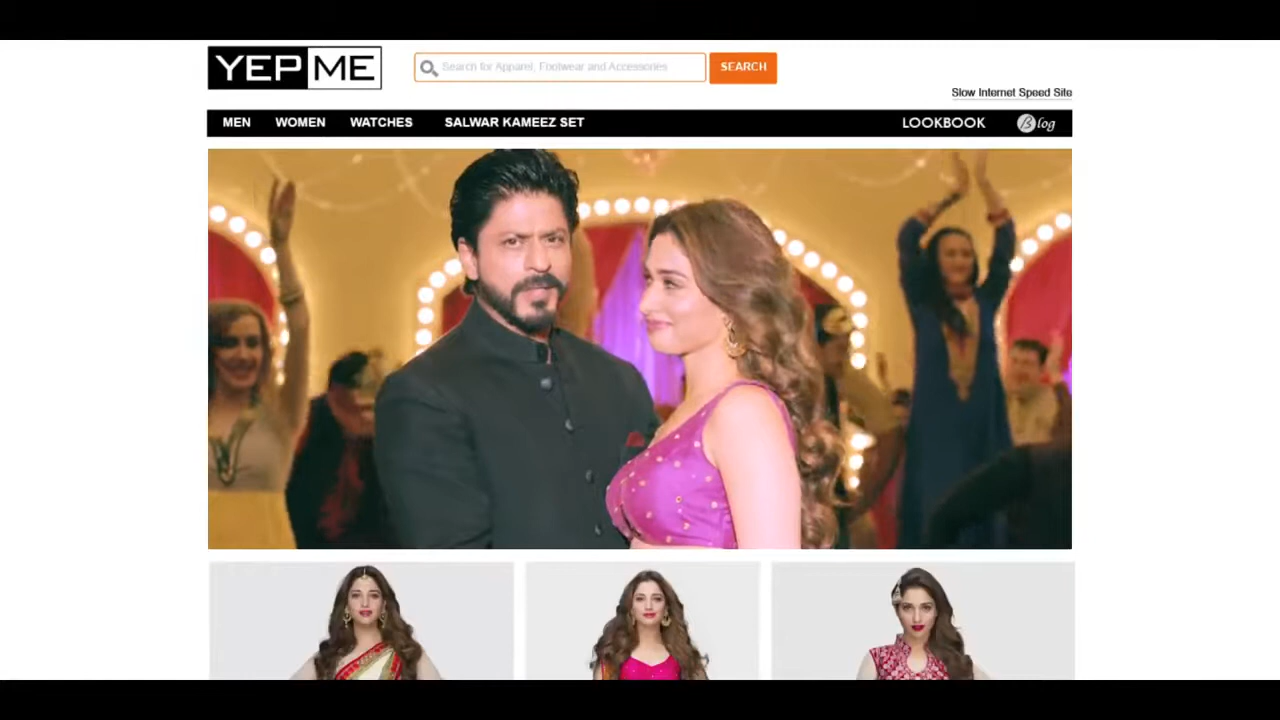 YEPME
Search for Apparel, Footwear and Accessories
SEARCH
Slow Internet Speed Site
MEN WOMEN WATCHES SALWAR KAMEEZ SET LOOKBOOK Blog